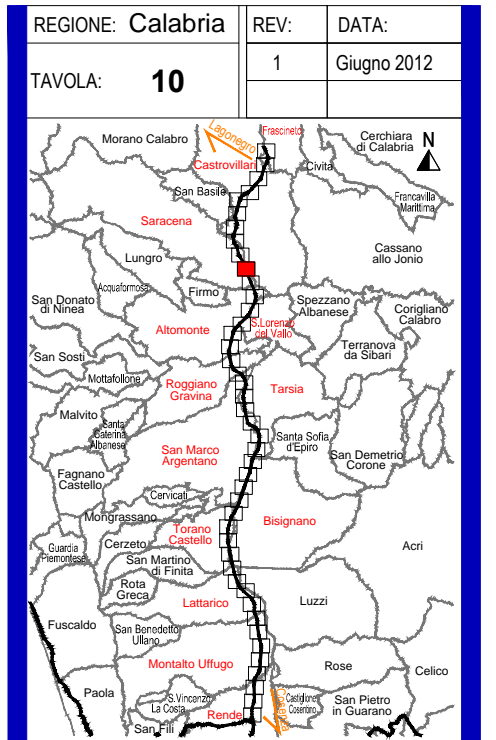 REGIONE: Calabria
REV:
DATA:
TAVOLA: 10
1
Giugno 2012
Lagonegro
Frascineto
Morano Calabro
Cerchiara
di Calabria
N
Castrovillari
Civita
San Basile
Francavilla
Marittima
Saracena
Cassano
allo Jonio
Lungro
Acquaformosa
Firmo
San Donato
di Ninea
Spezzano
Albanese
Corigliano
Calabro
Altomonte
S.Lorenzo
del Vallo
Terranova
da Sibari
San Sosti
Mottafollone
Roggiano
Gravina
Tarsia
Malvito
Santa
Caterina
Albanese
San Marco
Argentano
Santa Sofia
d'Epiro
San Demetrio
Corone
Fagnano
Castello
Cervicati
Mongrassano
Torano
Castello
Bisignano
Guardia
Piemontese
Cerzeto
Acri
San Martino
di Finita
Rota
Greca
Lattarico
Luzzi
Fuscaldo
San Benedetto
Ullano
Montalto Uffugo
Rose
Celico
Paola
S.Vincenzo
La Costa
Cosenza
Castiglione
Cosentino
San Pietro
in Guarano
Rende
San Fili